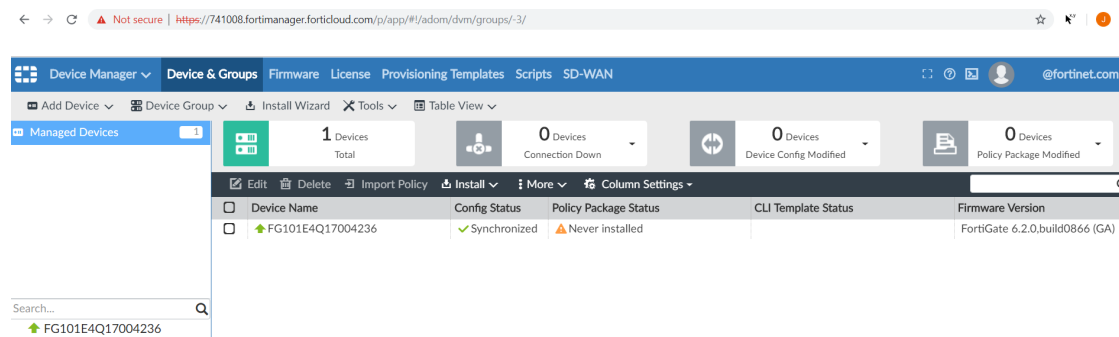 Not secure | https://741008.fortimanager.forticloud.com/p/app/#!/adom/dvm/groups/-3/
J
Device Manager Device & Groups Firmware License Provisioning Templates Scripts SD-WAN @fortinet.com
Add Device Device Group Install Wizard Tools Table View
Managed Devices 1
1 Devices
Total
0 Devices
Connection Down
0 Devices
Device Config Modified
0 Devices
Policy Package Modified
Edit Delete Import Policy Install More Column Settings
Device Name Config Status Policy Package Status CLI Template Status Firmware Version
FG101E4Q17004236 Synchronized Never installed FortiGate 6.2.0,build0866 (GA)
Search...
FG101E4Q17004236